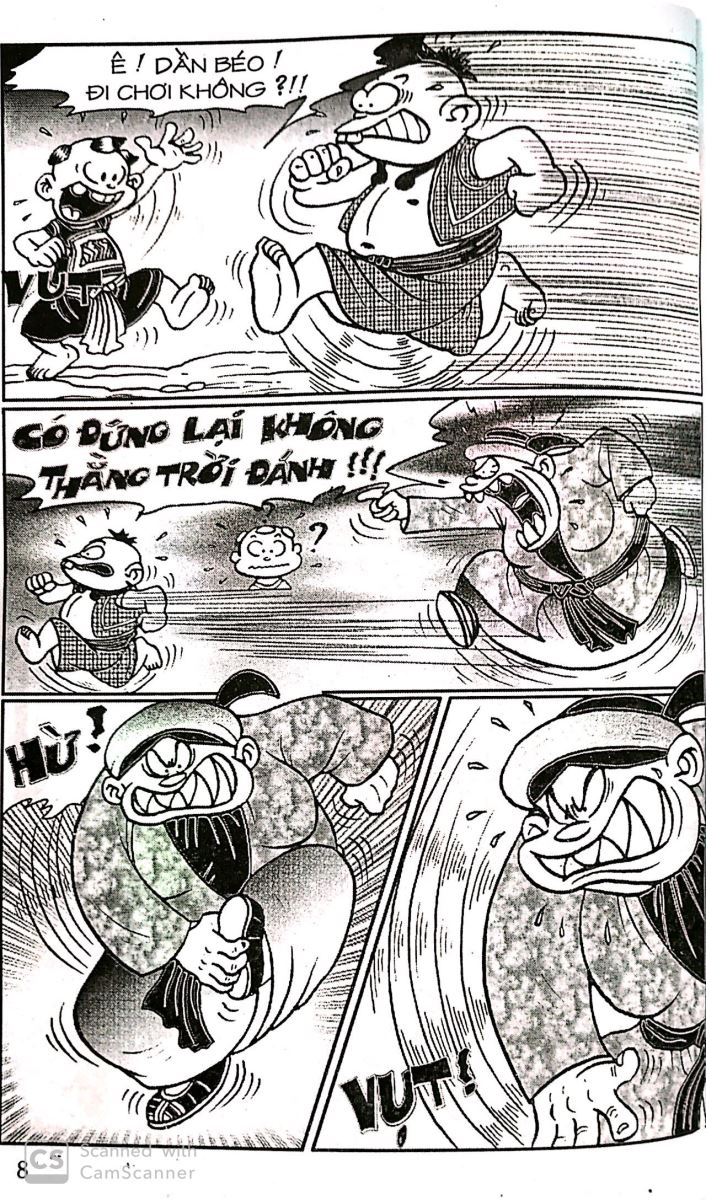 Ê! DẦN BÉO!
ĐI CHƠI KHÔNG?!!
VỤT
CÓ ĐỨNG LẠI KHÔNG
THẰNG TRỜI ĐÁNH!!!
?
HỪ!
VỤT!
8
CS Scanned with
CamScanner